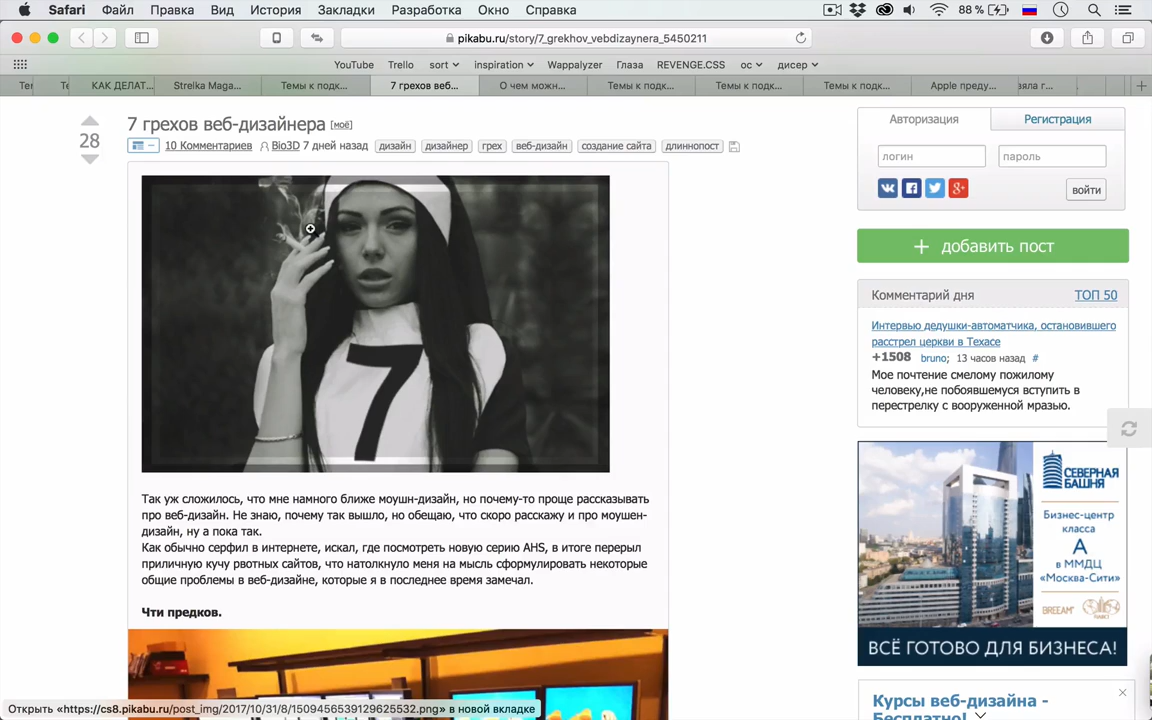 Safari Файл Правка Вид История Закладки Разработка Окно Справка 88 %
pikabu.ru/story/7_grekhov_vebdizaynera_5450211
YouTube Trello sort inspiration Wappalyzer Глаза REVENGE.CSS ос дисер
КАК ДЕЛАТ... Strelka Maga... Темы к подк... 7 грехов веб-... О чем можн... Темы к подк... Темы к подк... Темы к подк... Apple преду...
28
7 грехов веб-дизайнера [моё]
10 Комментариев Bio3D 7 дней назад дизайн дизайнер грех веб-дизайн создание сайта длиннопост
7
Так уж сложилось, что мне намного ближе моушн-дизайн, но почему-то проще рассказывать
про веб-дизайн. Не знаю, почему так вышло, но обещаю, что скоро расскажу и про моушен-
дизайн, ну а пока так.
Как обычно серфил в интернете, искал, где посмотреть новую серию AHS, в итоге перерыл
приличную кучу рвотных сайтов, что натолкнуло меня на мысль сформулировать некоторые
общие проблемы в веб-дизайне, которые я в последнее время замечал.
Чти предков.
Авторизация Регистрация
логин пароль
войти
+ добавить пост
Комментарий дня ТОП 50
Интервью дедушки-автоматчика, остановившего
расстрел церкви в Техасе
+1508 bruno; 13 часов назад #
Мое почтение смелому пожилому
человеку,не побоявшемуся вступить в
перестрелку с вооруженной мразью.
СЕВЕРНАЯ
БАШНЯ
Бизнес-центр
класса
А
в ММДЦ
«Москва-Сити»
BREEAM
ВСЁ ГОТОВО ДЛЯ БИЗНЕСА!
Курсы веб-дизайна -
Бесплатно!
Открыть «https://cs8.pikabu.ru/post_img/2017/10/31/8/1509456539129625532.png» в новой вкладке